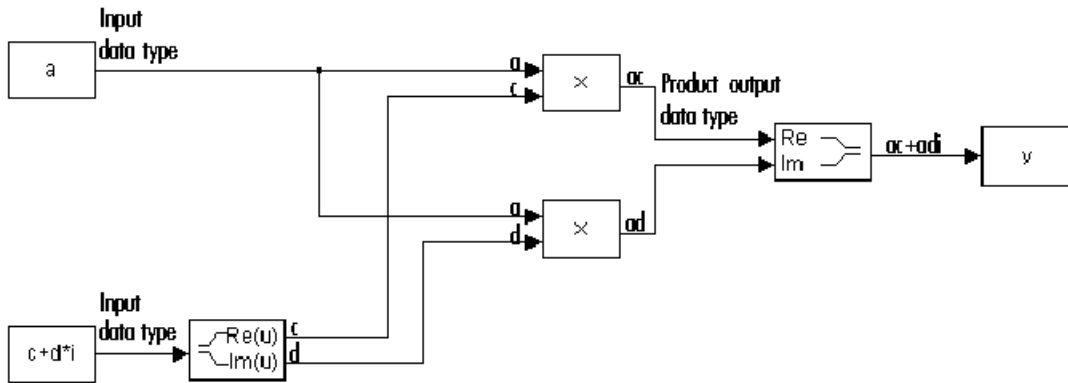 Input
data type
a
a
c
×
ac
Product output
data type
Re
Im
ac+adi
y
a
d
×
ad
Input
data type
c+d*i
Re(u)
Im(u)
c
d